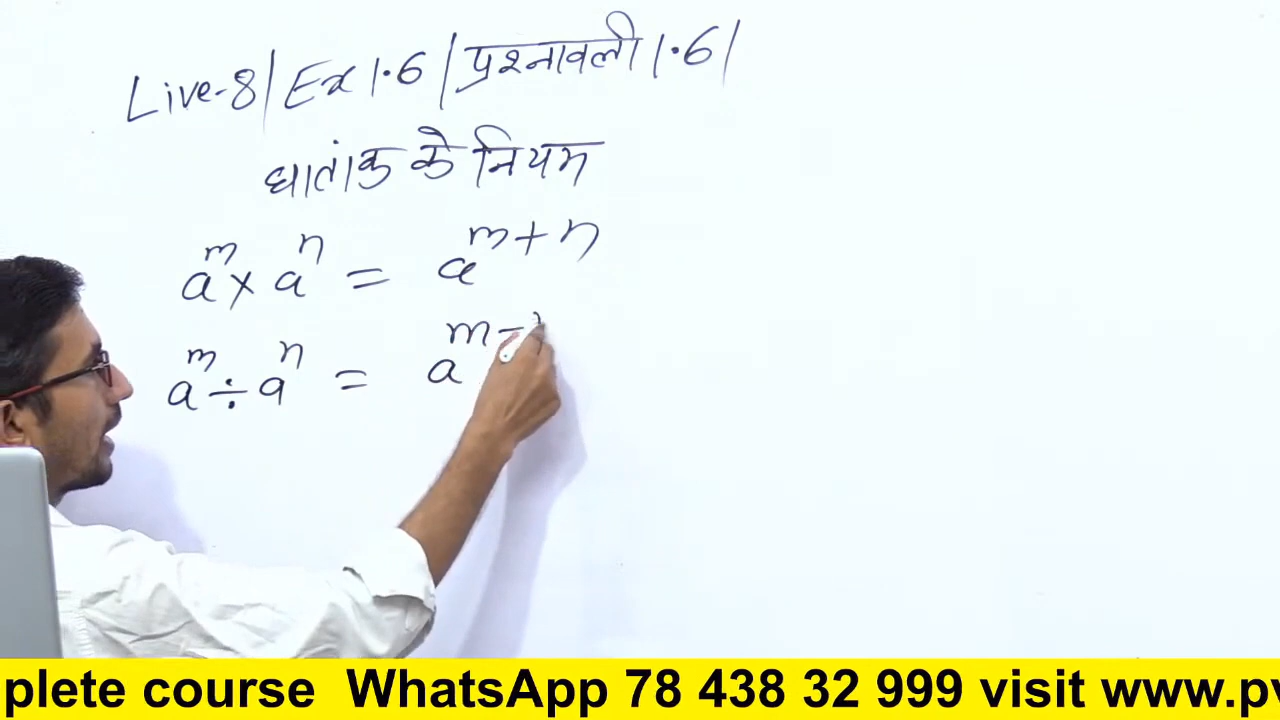 Live-8| Ex 1.6 | प्रश्नावली 1.6|
घातांक के नियम
a^m × a^n = a^{m+n}
a^m ÷ a^n = a^{m-
plete course WhatsApp 78 438 32 999 visit www.pv